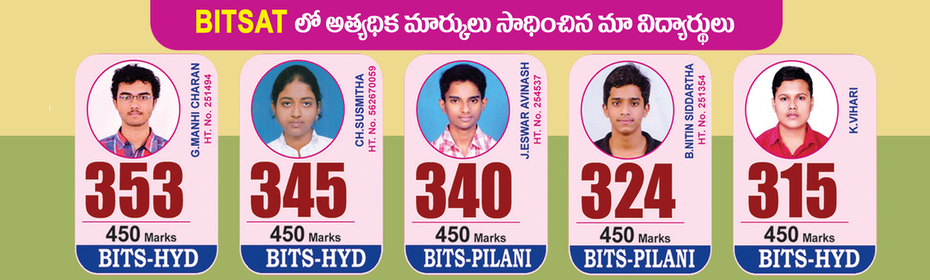 BITSAT లో అత్యధిక మార్కులు సాధించిన మా విద్యార్థులు
G.MANHI CHARAN
HT. No. 251494
353
450 Marks
BITS-HYD
CH.SUSMITHA
HT. No. 562670059
345
450 Marks
BITS-HYD
J.ESWAR AVINASH
HT. No. 254537
340
450 Marks
BITS-PILANI
B.NITIN SIDDARTHA
HT. No. 251354
324
450 Marks
BITS-PILANI
K.VIHARI
315
450 Marks
BITS-HYD